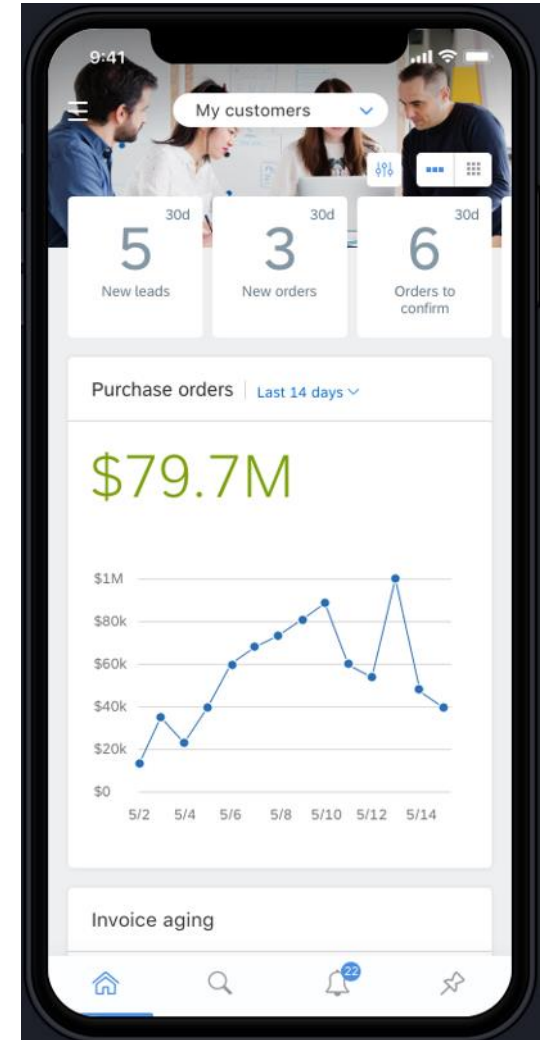 9:41
My customers
30d
30d
30d
5
3
6
New leads
New orders
Orders to
confirm
Purchase orders
Last 14 days
$79.7M
$1M
$80k
$60k
$40k
$20k
$0
5/2 5/4 5/6 5/8 5/10 5/12 5/14
Invoice aging
22